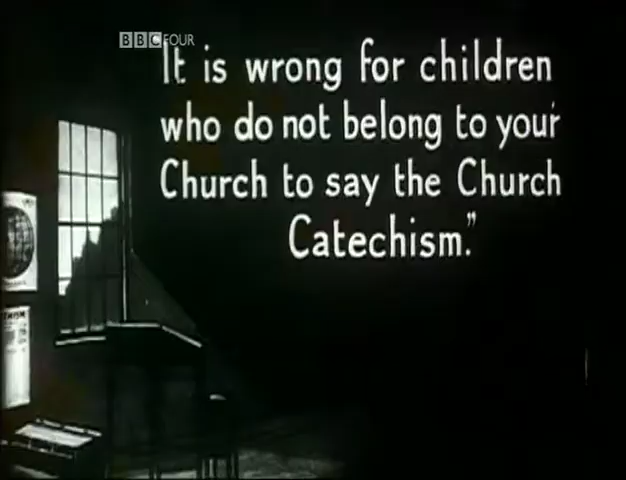 BBC FOUR
It is wrong for children
who do not belong to your
Church to say the Church
Catechism."